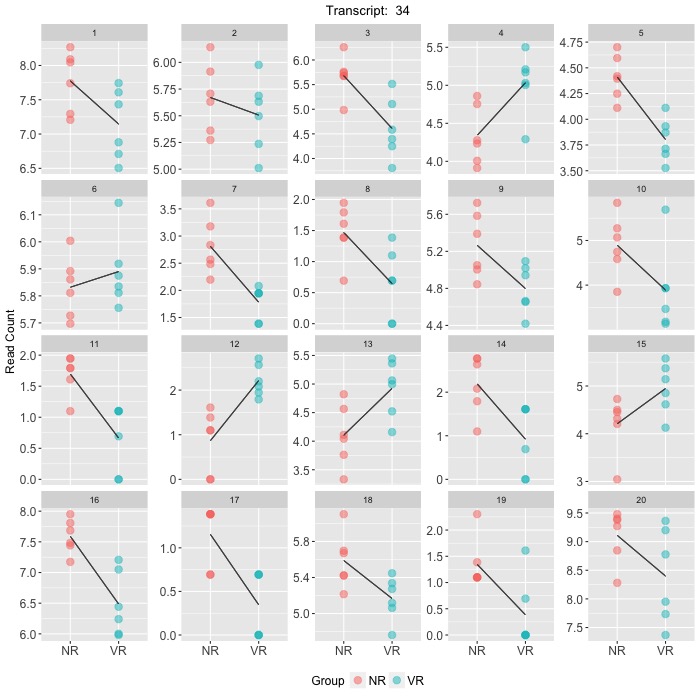 Transcript: 34
1 2 3 4 5
8.0 6.00 6.0 5.5 4.75
7.5 5.75 5.5 5.0 4.50
7.0 5.50 5.0 4.5 4.25
6.5 5.25 4.5 4.0 4.00
5.00 4.0 3.75
3.50
6 7 8 9 10
6.1 3.5 2.0 5.6 5
6.0 3.0 1.5 5.2 4
5.9 2.5 1.0 4.8
5.8 2.0 0.5 4.4
5.7 1.5 0.0
Read Count
11 12 13 14 15
2.0 2 5.5 2 5
1.5 1 5.0 1 4
1.0 0 4.5 0 3
0.5 4.0
0.0 3.5
16 17 18 19 20
8.0 1.0 5.8 2.0 9.5
7.5 0.5 5.4 1.5 9.0
7.0 0.0 5.0 1.0 8.5
6.5 0.5 8.0
6.0 0.0 7.5
NR VR NR VR NR VR NR VR NR VR
Group NR VR